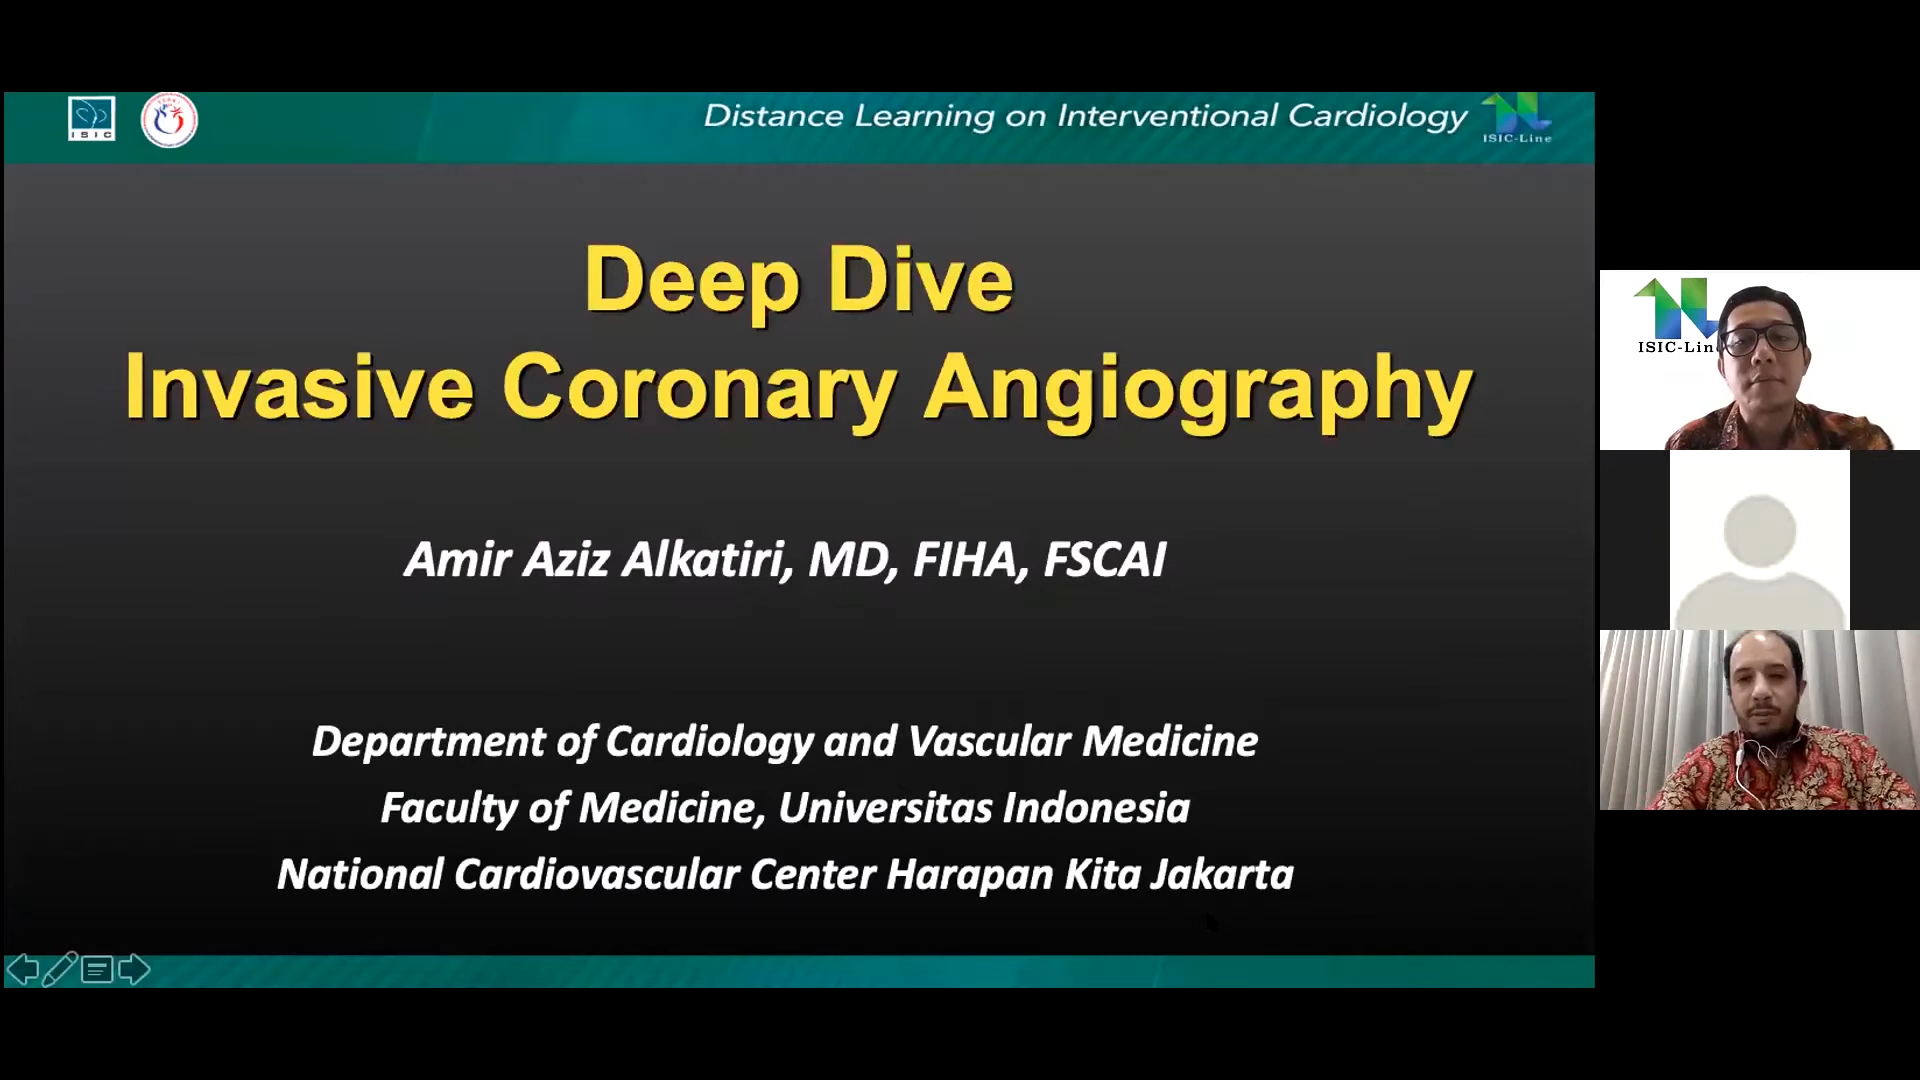 ISIC
Distance Learning on Interventional Cardiology
ISIC-Line
Deep Dive
Invasive Coronary Angiography
Amir Aziz Alkatiri, MD, FIHA, FSCAI
Department of Cardiology and Vascular Medicine
Faculty of Medicine, Universitas Indonesia
National Cardiovascular Center Harapan Kita Jakarta
ISIC-Lin